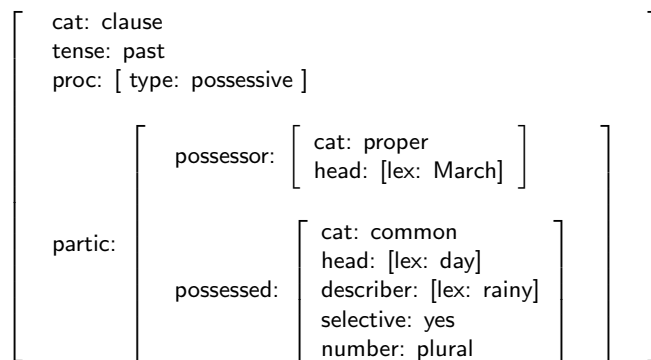 cat: clause
tense: past
proc: [ type: possessive ]
possessor: [ cat: proper
head: [lex: March] ]
partic:
cat: common
head: [lex: day]
possessed: describer: [lex: rainy]
selective: yes
number: plural